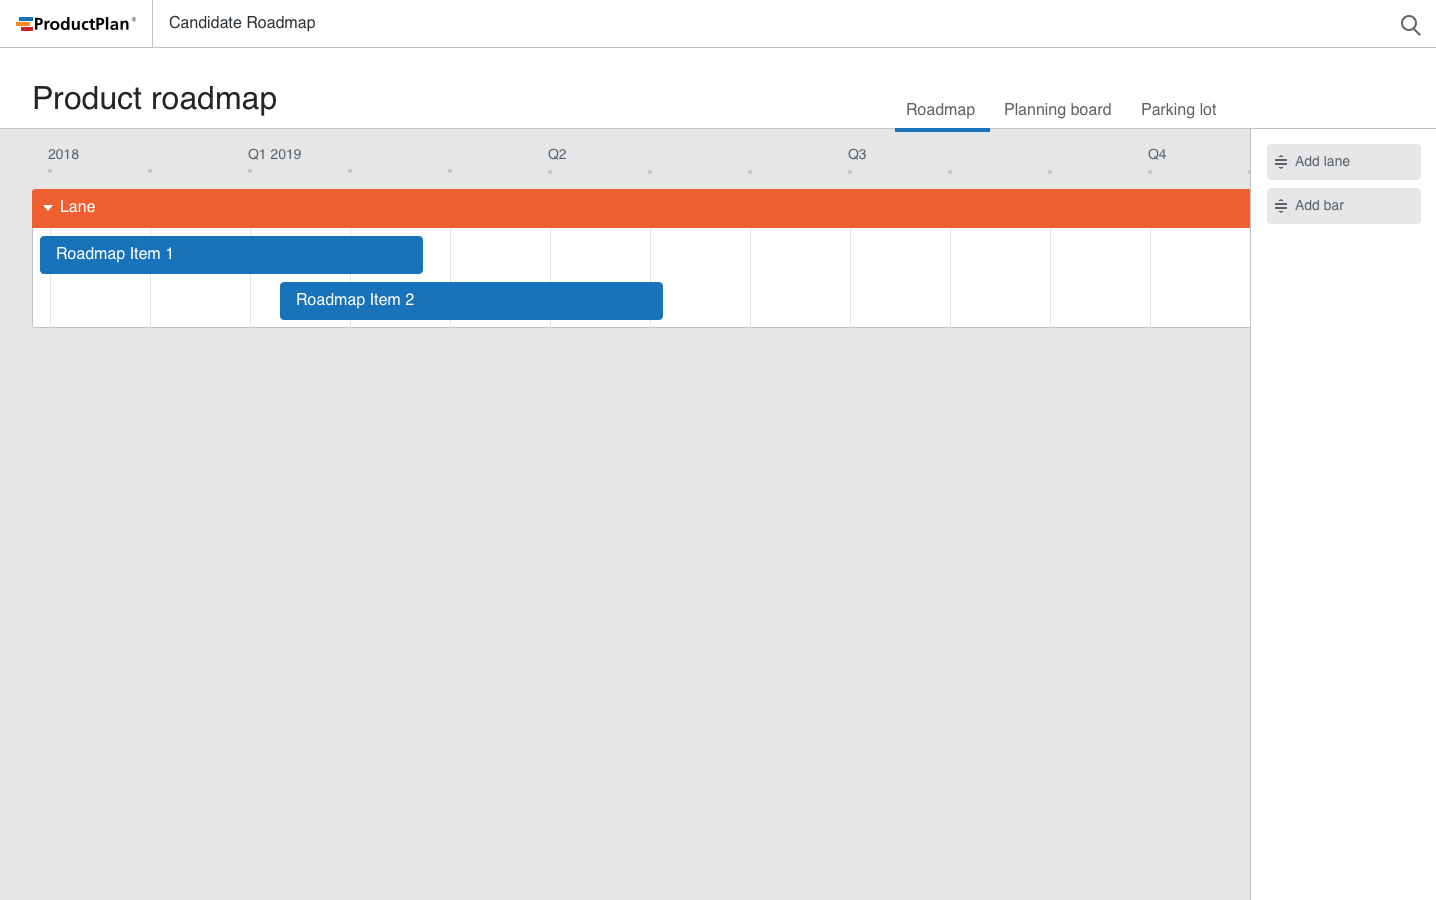 ProductPlan®
Candidate Roadmap
Product roadmap
Roadmap
Planning board
Parking lot
2018
Q1 2019
Q2
Q3
Q4
Add lane
Add bar
Lane
Roadmap Item 1
Roadmap Item 2